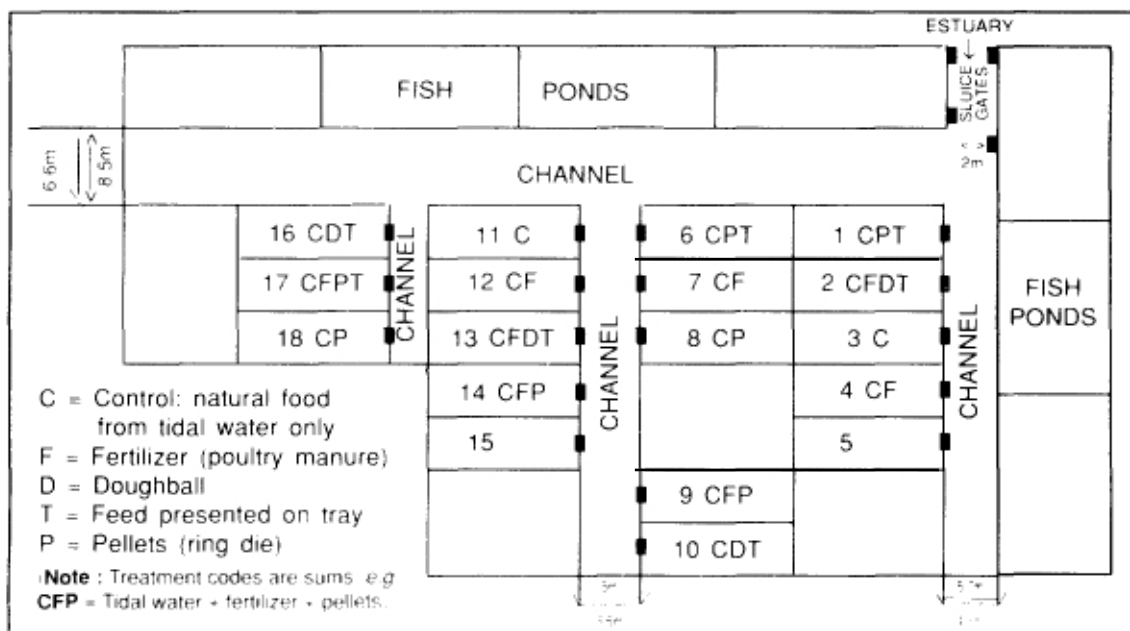 ESTUARY
SLUICE
GATES
FISH PONDS
2m
6.6m
8.5m
CHANNEL
16 CDT
11 C
6 CPT
1 CPT
17 CFPT
12 CF
7 CF
2 CFDT
18 CP
13 CFDT
8 CP
3 C
14 CFP
4 CF
15
5
9 CFP
10 CDT
CHANNEL
CHANNEL
CHANNEL
FISH
PONDS
C = Control: natural food
from tidal water only
F = Fertilizer (poultry manure)
D = Doughball
T = Feed presented on tray
P = Pellets (ring die)
Note : Treatment codes are sums e.g
CFP = Tidal water + fertilizer + pellets.